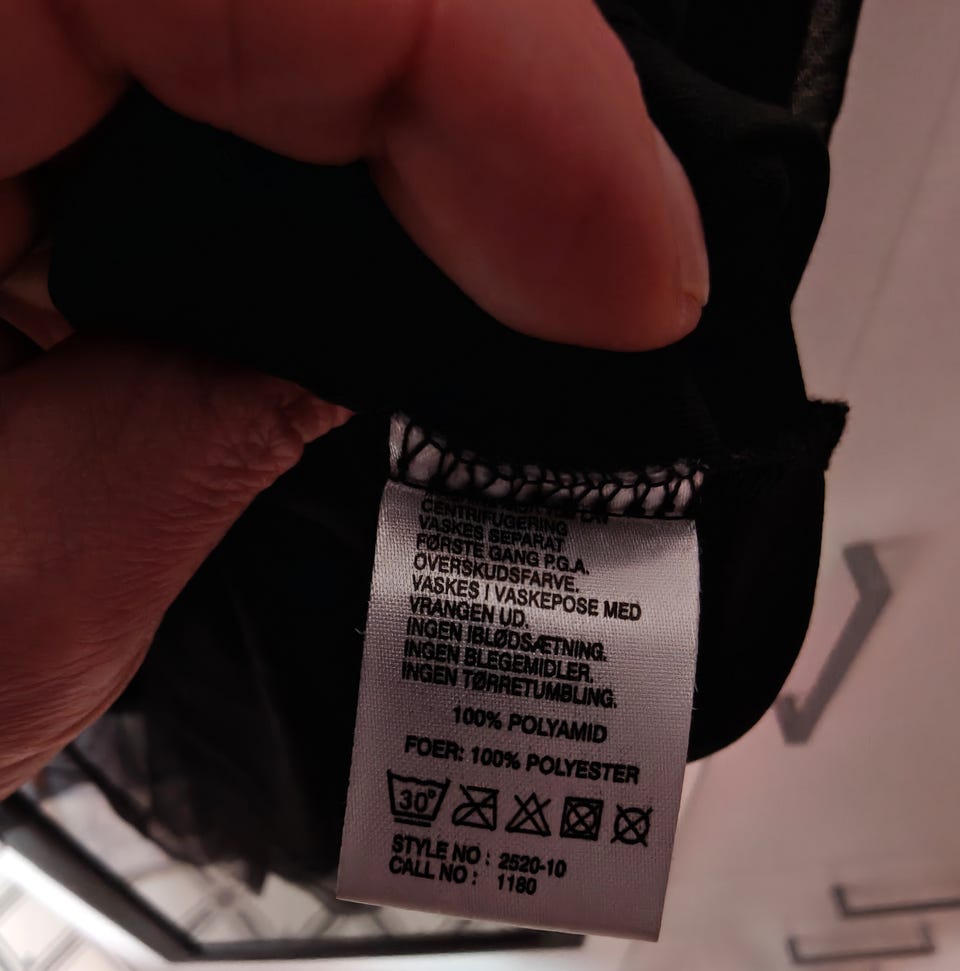 CENTRIFUGERING
VASKES SEPARAT
FØRSTE GANG P.G.A.
OVERSKUDSFARVE.
VASKES I VASKEPOSE MED
VRANGEN UD.
INGEN IBLØDSÆTNING.
INGEN BLEGEMIDLER.
INGEN TØRRETUMBLING.
100% POLYAMID
FOER: 100% POLYESTER
30°
STYLE NO : 2520-10
CALL NO : 1180